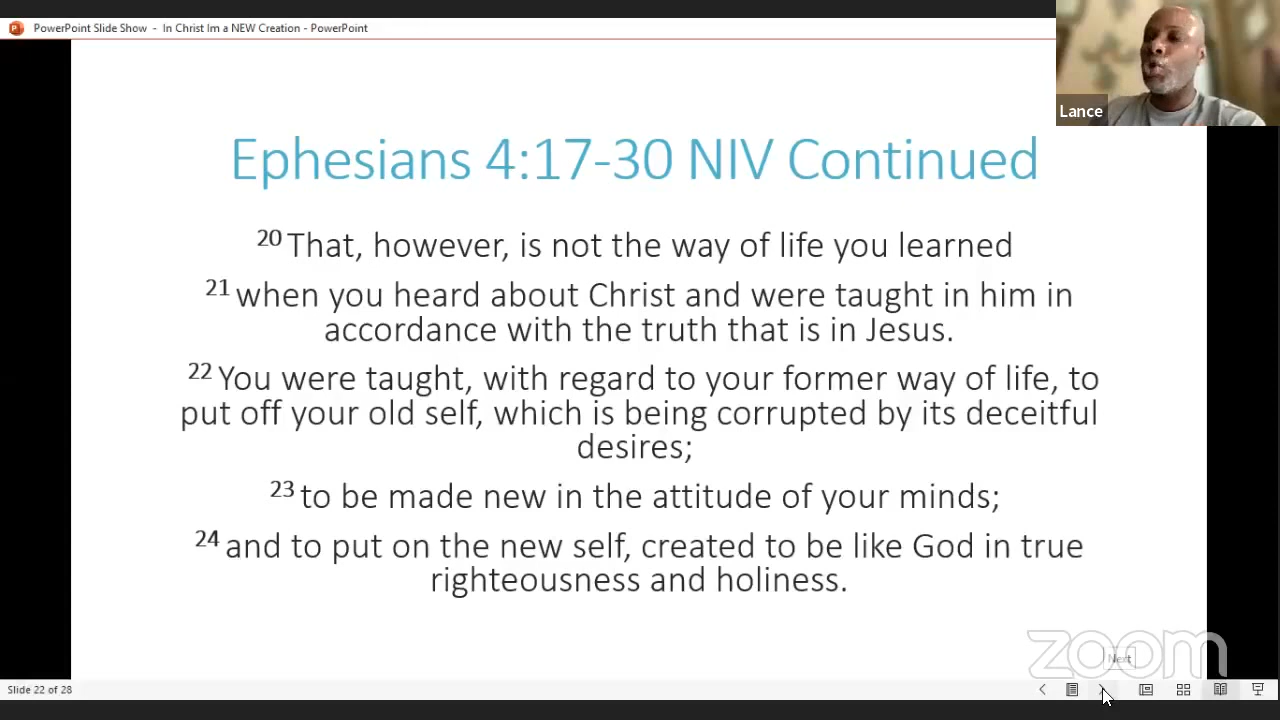 PowerPoint Slide Show - In Christ Im a NEW Creation - PowerPoint
Lance
Ephesians 4:17-30 NIV Continued
20 That, however, is not the way of life you learned
21 when you heard about Christ and were taught in him in
accordance with the truth that is in Jesus.
22 You were taught, with regard to your former way of life, to
put off your old self, which is being corrupted by its deceitful
desires;
23 to be made new in the attitude of your minds;
24 and to put on the new self, created to be like God in true
righteousness and holiness.
zoom
Next
Slide 22 of 28